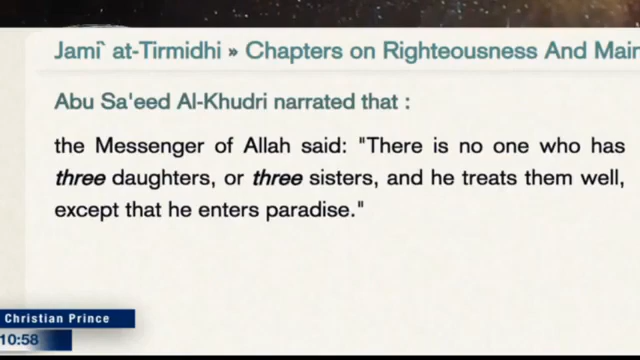 Jami` at-Tirmidhi » Chapters on Righteousness And
Abu Sa'eed Al-Khudri narrated that :
the Messenger of Allah said: "There is no one who has
three daughters, or three sisters, and he treats them well,
except that he enters paradise."
Christian Prince
10:58